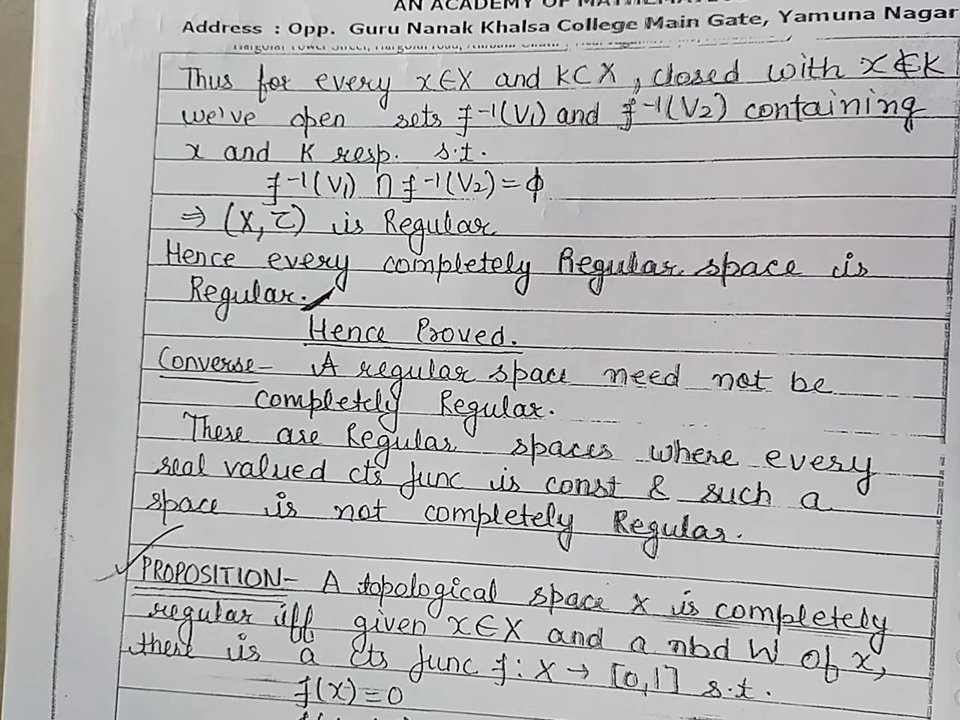 AN ACADEMY OF
Address : Opp. Guru Nanak Khalsa College Main Gate, Yamuna Nagar
Thus for every x∈X and K⊂X, closed with x∉K
we've open sets f⁻¹(V₁) and f⁻¹(V₂) containing
x and K resp. s.t.
f⁻¹(V₁) ∩ f⁻¹(V₂) = ϕ
⇒ (X, τ) is Regular
Hence every completely Regular space is
Regular.
Hence Proved.
Converse- A regular space need not be
completely Regular.
There are Regular spaces where every
real valued cts func is const & such a
space is not completely Regular.
PROPOSITION- A topological space X is completely
regular iff given x∈X and a nbd W of x,
there is a cts func f: X → [0,1] s.t.
f(x)=0